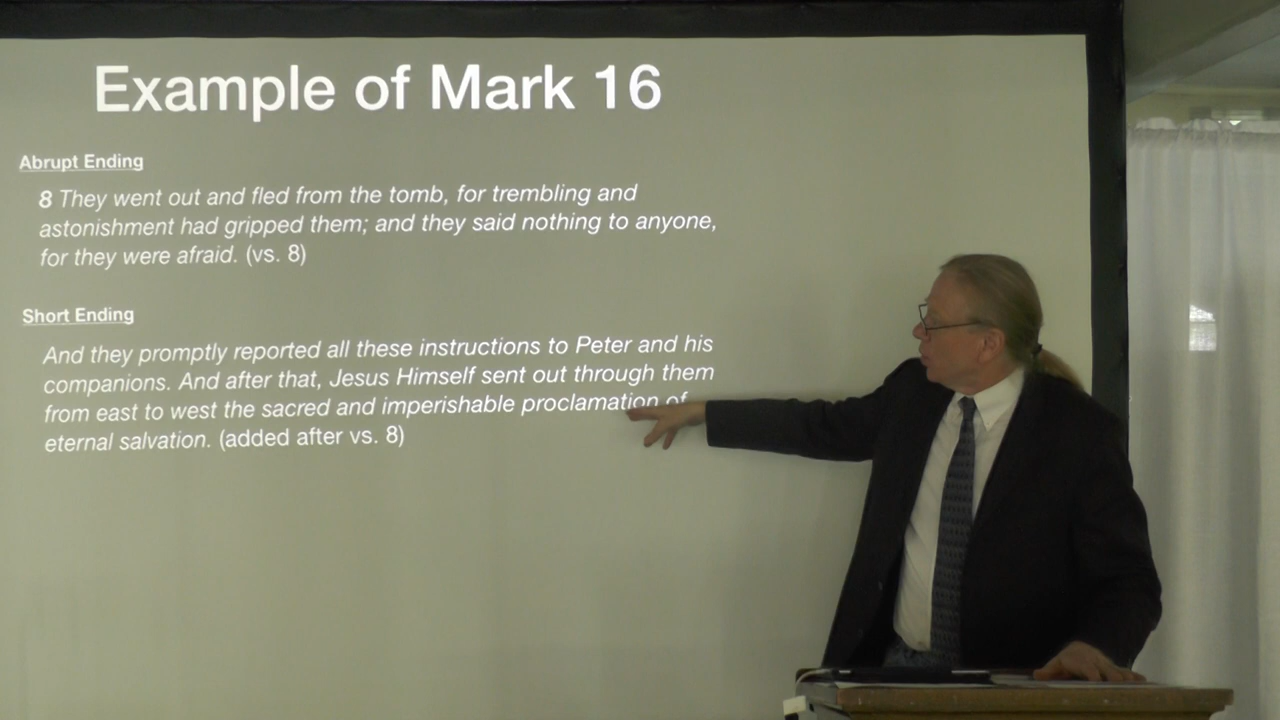 Example of Mark 16
Abrupt Ending
8 They went out and fled from the tomb, for trembling and
astonishment had gripped them; and they said nothing to anyone,
for they were afraid. (vs. 8)
Short Ending
And they promptly reported all these instructions to Peter and his
companions. And after that, Jesus Himself sent out through them
from east to west the sacred and imperishable proclamation of
eternal salvation. (added after vs. 8)